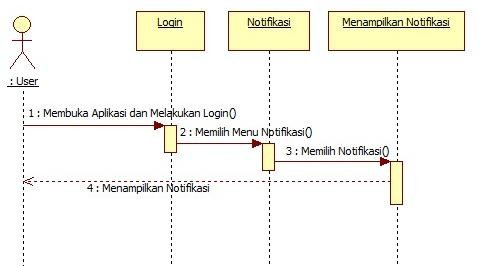 Login
Notifikasi
Menampilkan Notifikasi
: User
1 : Membuka Aplikasi dan Melakukan Login()
2 : Memilih Menu Notifikasi()
3 : Memilih Notifikasi()
4 : Menampilkan Notifikasi